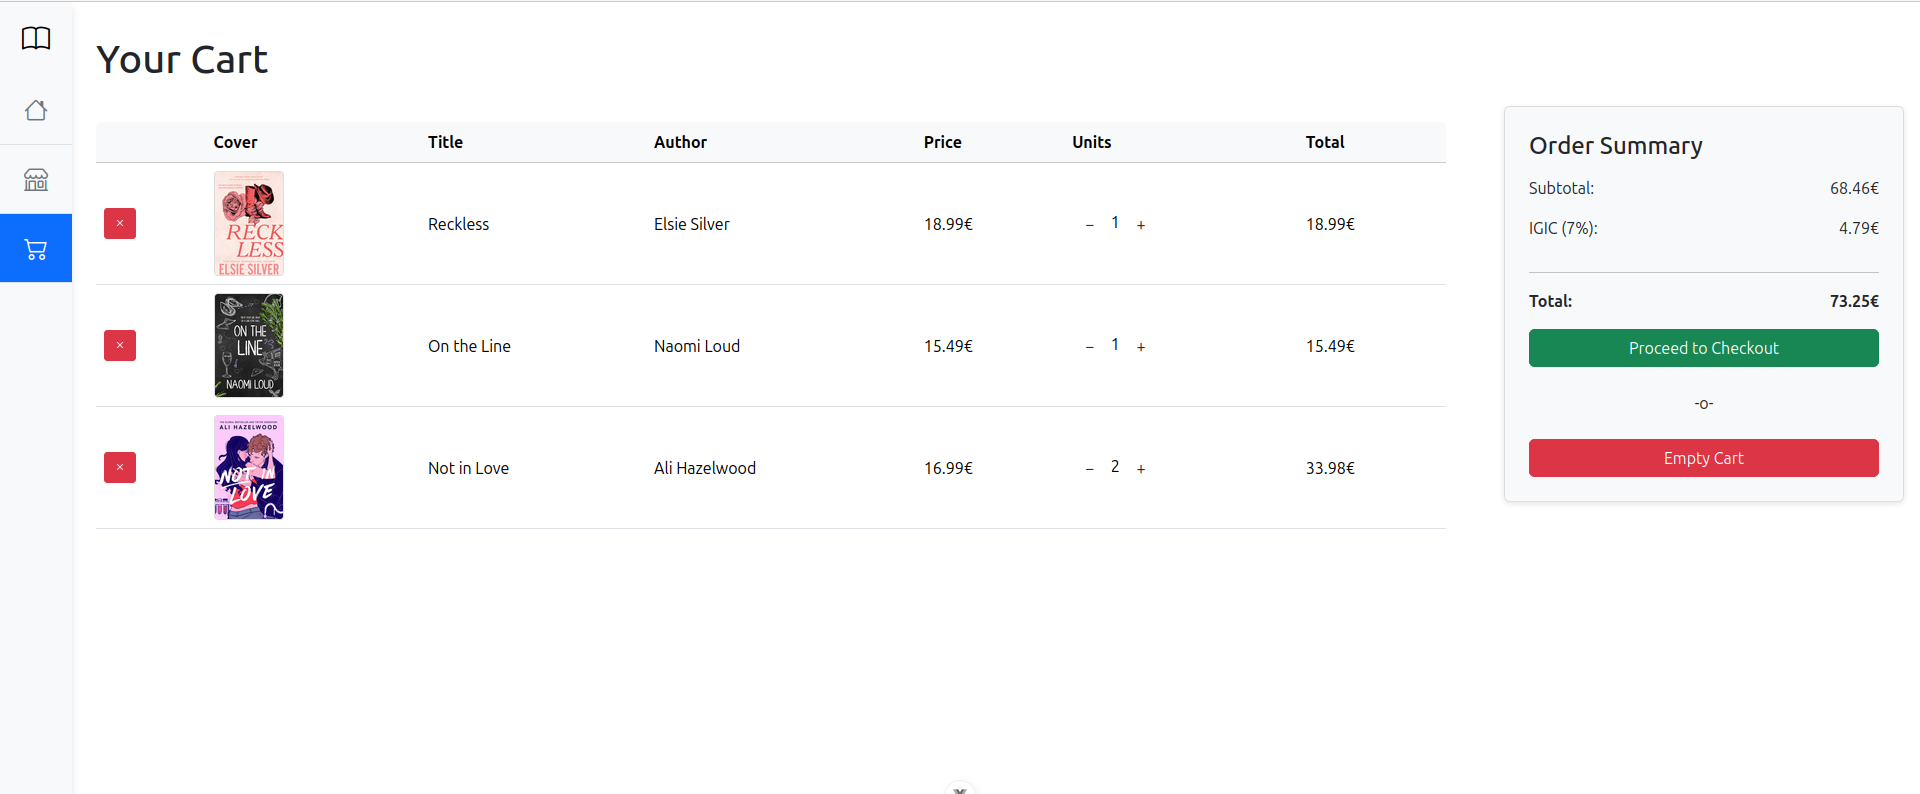 Your Cart
Cover Title Author Price Units Total
× Reckless Elsie Silver 18.99€ − 1 + 18.99€
RECK
LESS
ELSIE SILVER
× On the Line Naomi Loud 15.49€ − 1 + 15.49€
ON THE
LINE
NAOMI LOUD
× Not in Love Ali Hazelwood 16.99€ − 2 + 33.98€
ALI HAZELWOOD
NOT IN
LOVE
Order Summary
Subtotal: 68.46€
IGIC (7%): 4.79€
Total: 73.25€
Proceed to Checkout
-o-
Empty Cart